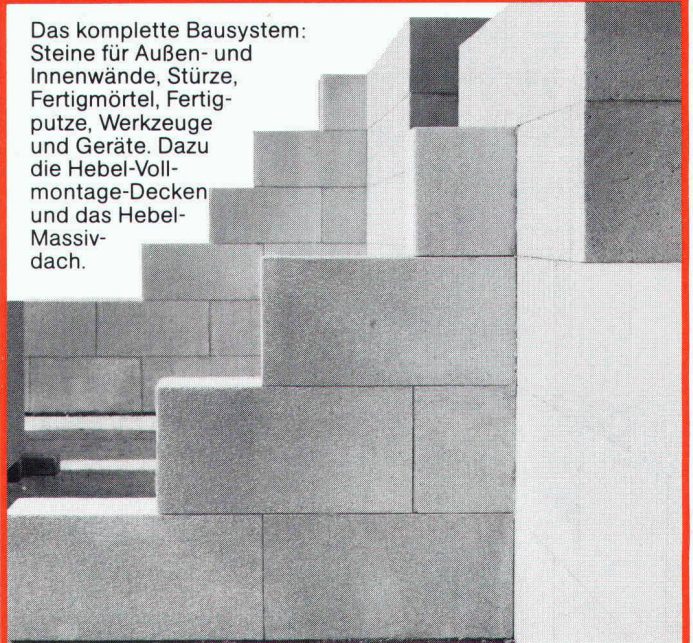 Das komplette Bausystem:
Steine für Außen- und
Innenwände, Stürze,
Fertigmörtel, Fertig-
putze, Werkzeuge
und Geräte. Dazu
die Hebel-Voll-
montage-Decken
und das Hebel-
Massiv-
dach.